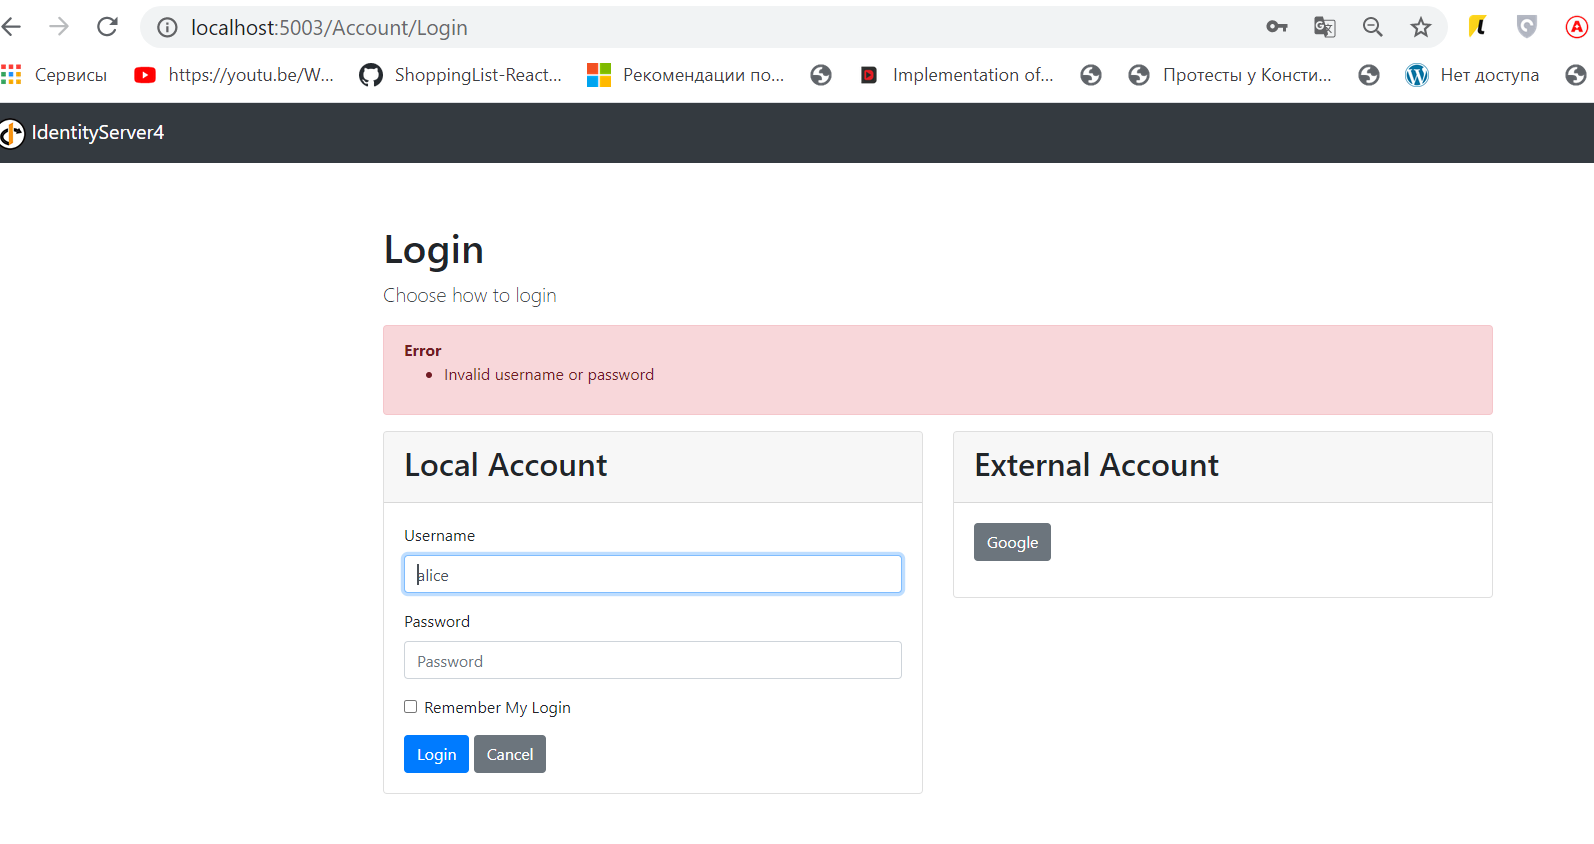 localhost:5003/Account/Login
Сервисы https://youtu.be/W... ShoppingList-React... Рекомендации по... Implementation of... Протесты у Консти... Нет доступа
IdentityServer4
Login
Choose how to login
Error
Invalid username or password
Local Account
External Account
Username
Google
alice
Password
Password
Remember My Login
Login Cancel